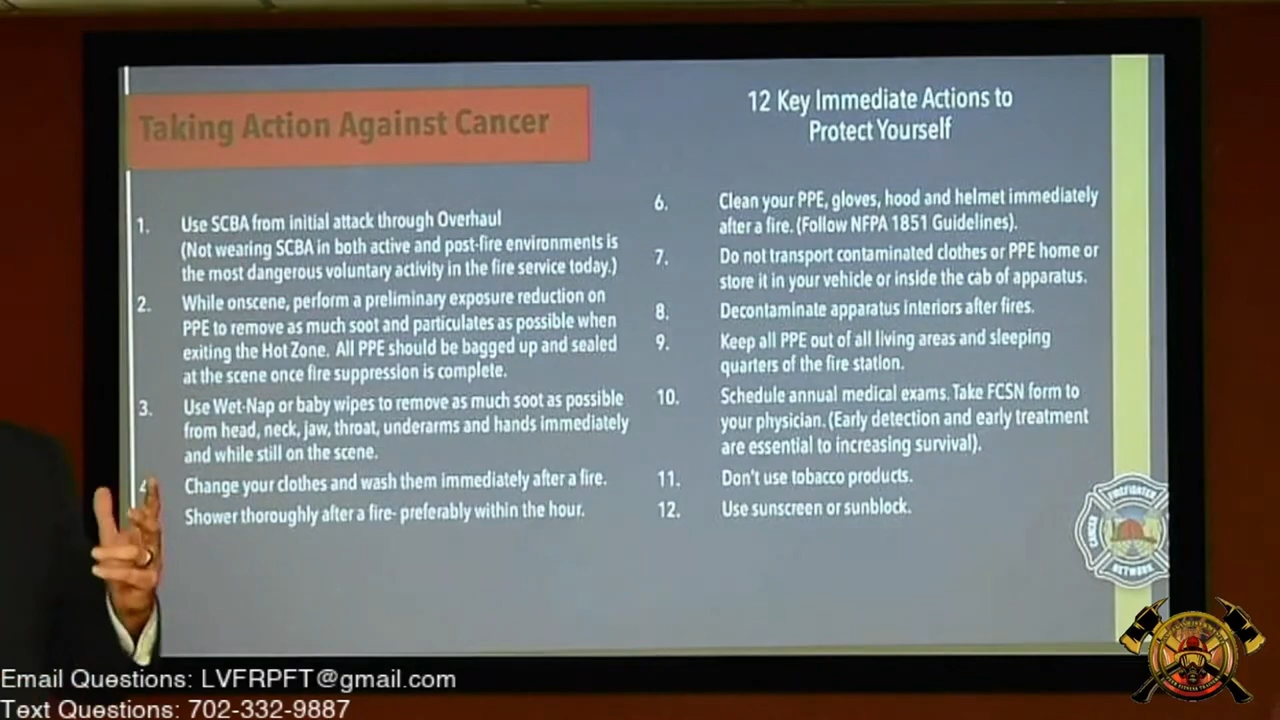 Taking Action Against Cancer
12 Key Immediate Actions to
Protect Yourself
1. Use SCBA from initial attack through Overhaul
(Not wearing SCBA in both active and post-fire environments is
the most dangerous voluntary activity in the fire service today.)
2. While onscene, perform a preliminary exposure reduction on
PPE to remove as much soot and particulates as possible when
exiting the Hot Zone. All PPE should be bagged up and sealed
at the scene once fire suppression is complete.
3. Use Wet-Nap or baby wipes to remove as much soot as possible
from head, neck, jaw, throat, underarms and hands immediately
and while still on the scene.
4. Change your clothes and wash them immediately after a fire.
Shower thoroughly after a fire- preferably within the hour.
6. Clean your PPE, gloves, hood and helmet immediately
after a fire. (Follow NFPA 1851 Guidelines).
7. Do not transport contaminated clothes or PPE home or
store it in your vehicle or inside the cab of apparatus.
8. Decontaminate apparatus interiors after fires.
9. Keep all PPE out of all living areas and sleeping
quarters of the fire station.
10. Schedule annual medical exams. Take FCSN form to
your physician. (Early detection and early treatment
are essential to increasing survival).
11. Don't use tobacco products.
12. Use sunscreen or sunblock.
FIREFIGHTER
CANCER
NETWORK
Email Questions: LVFRPFT@gmail.com
Text Questions: 702-332-9887